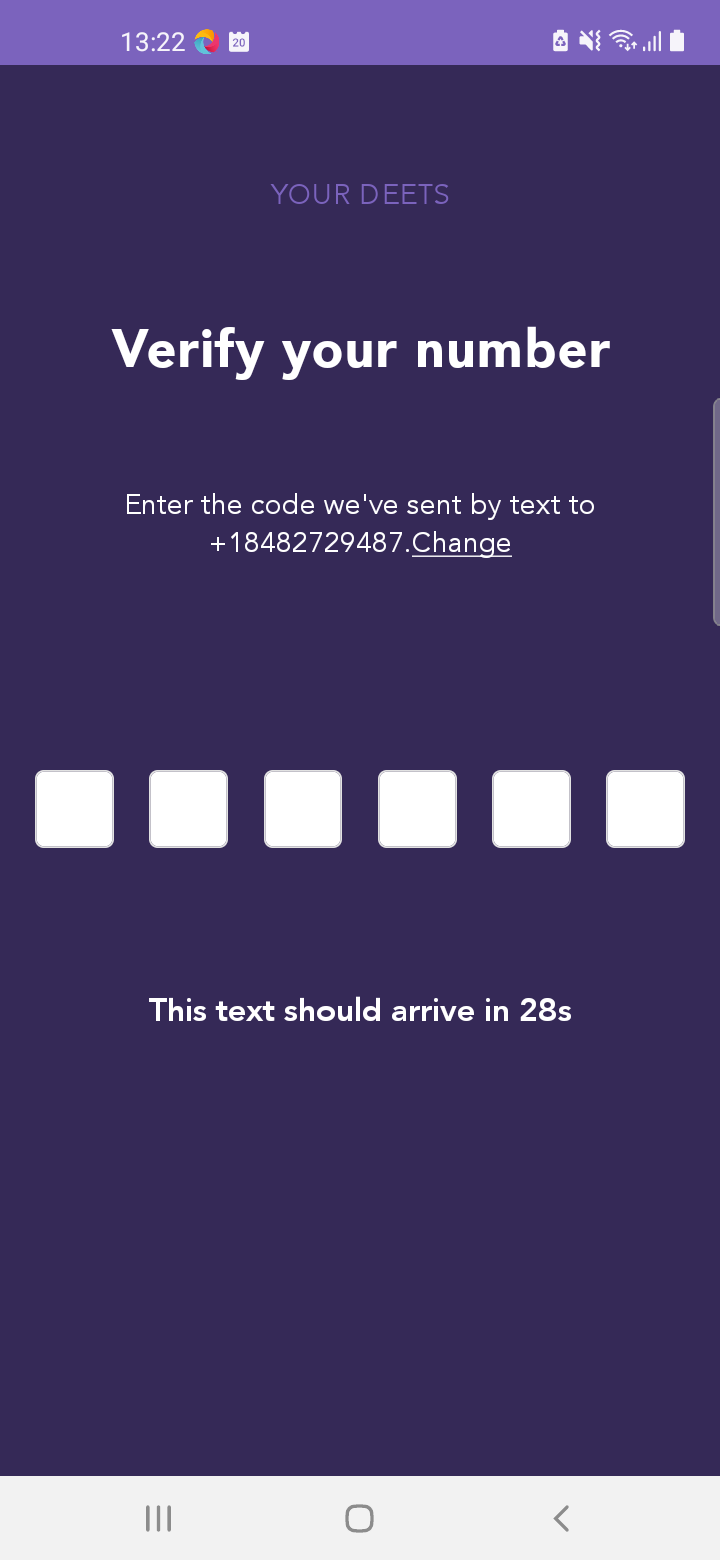 13:22
20
YOUR DEETS
Verify your number
Enter the code we've sent by text to
+18482729487.Change
This text should arrive in 28s